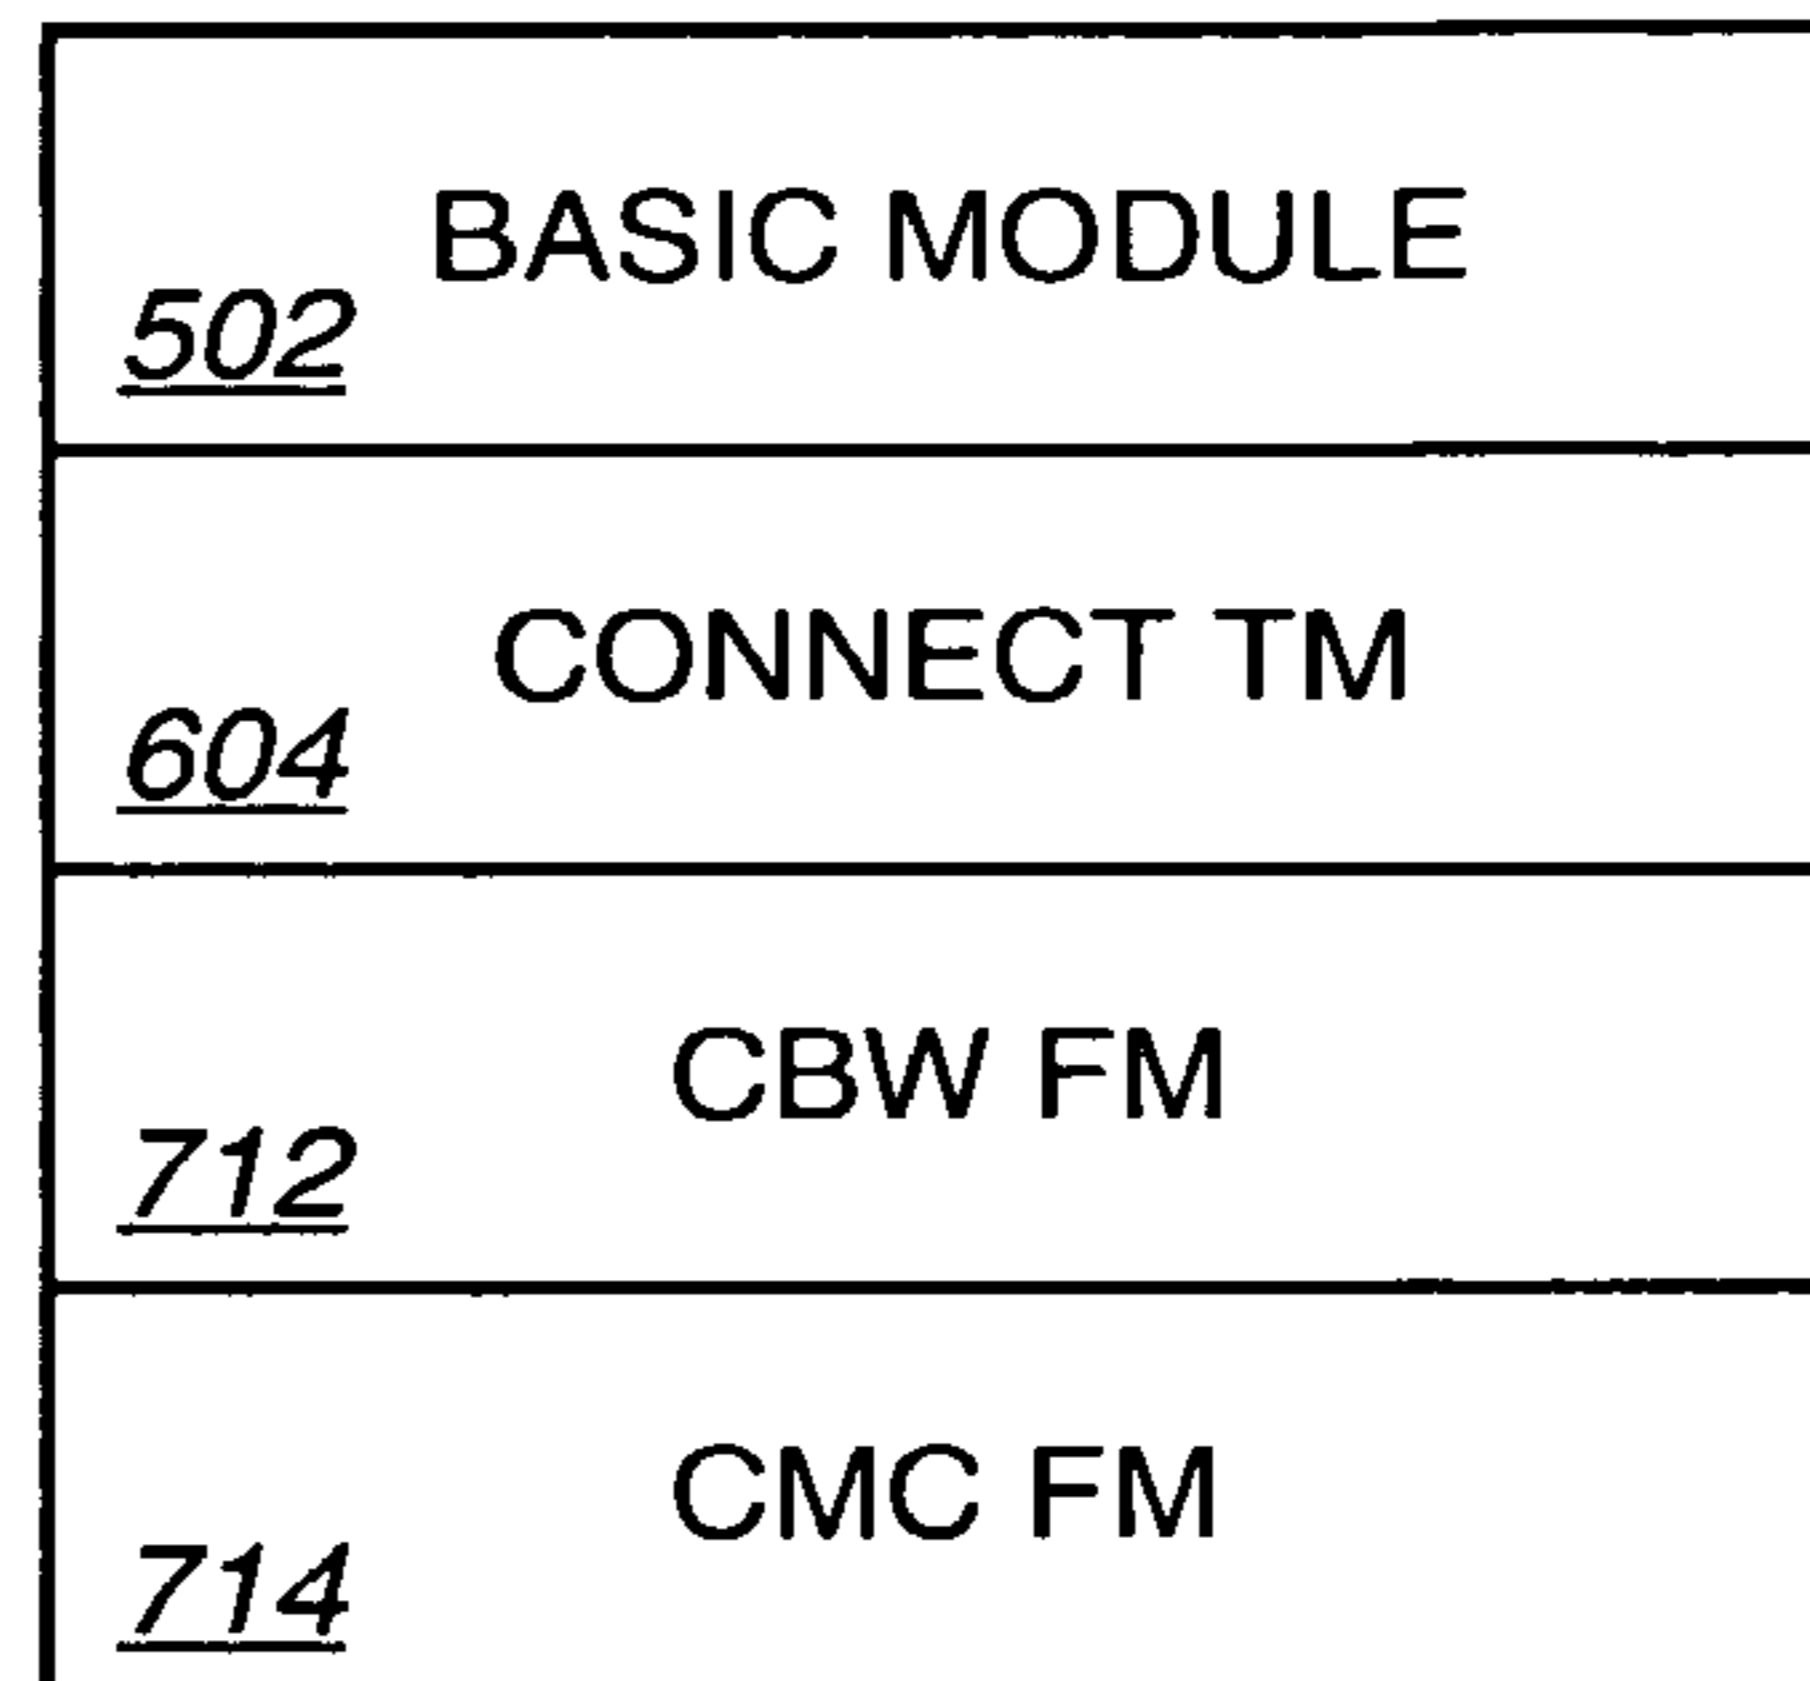 BASIC MODULE
502
CONNECT TM
604
CBW FM
712
CMC FM
714